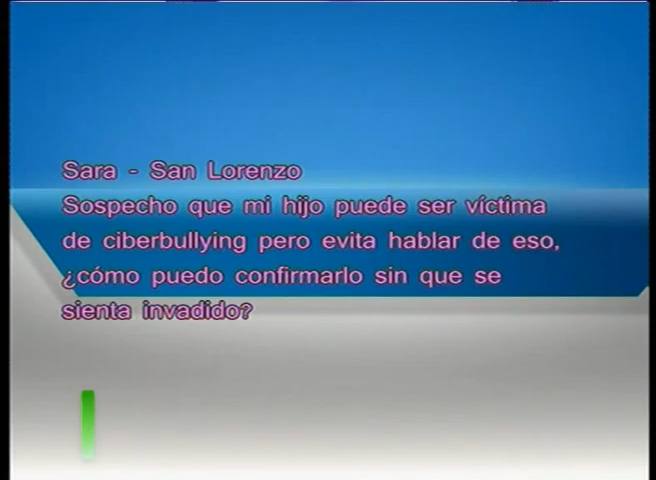 Sara - San Lorenzo
Sospecho que mi hijo puede ser víctima
de ciberbullying pero evita hablar de eso,
¿cómo puedo confirmarlo sin que se
sienta invadido?